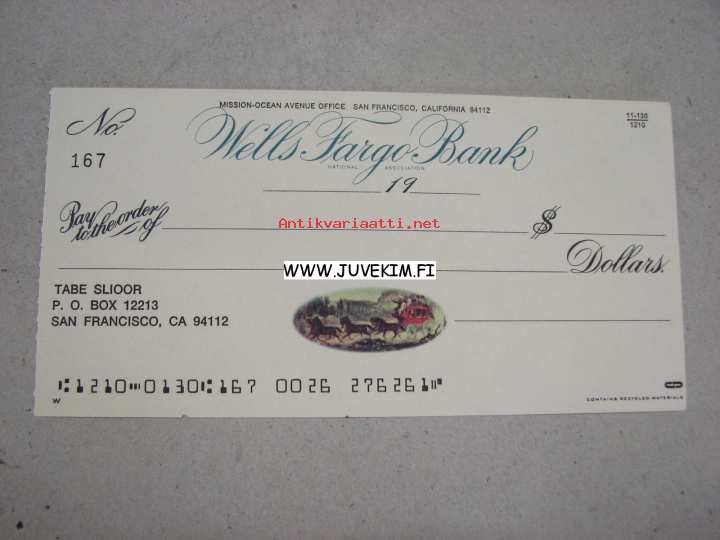 MISSION-OCEAN AVENUE OFFICE SAN FRANCISCO, CALIFORNIA 94112
No. 
167
Wells Fargo Bank
NATIONAL ASSOCIATION
11-130
1210
19
Pay to the order of
$
Antikvariaatti.net
Dollars.
WWW.JUVEKIM.FI
TABE SLIOOR
P. O. BOX 12213
SAN FRANCISCO, CA 94112
⑆1210⑉0130⑆167 0026 276261⑈
W
CONTAINS RECYCLED MATERIALS